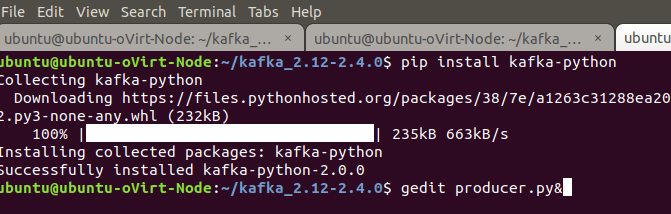 File Edit View Search Terminal Tabs Help
ubuntu@ubuntu-oVirt-Node: ~/kafka_... × ubuntu@ubuntu-oVirt-Node: ~/kafka_... × ubuntu
ubuntu@ubuntu-oVirt-Node:~/kafka_2.12-2.4.0$ pip install kafka-python
Collecting kafka-python
  Downloading https://files.pythonhosted.org/packages/38/7e/a1263c31288ea20
2.py3-none-any.whl (232kB)
    100% | | 235kB 663kB/s
Installing collected packages: kafka-python
Successfully installed kafka-python-2.0.0
ubuntu@ubuntu-oVirt-Node:~/kafka_2.12-2.4.0$ gedit producer.py&